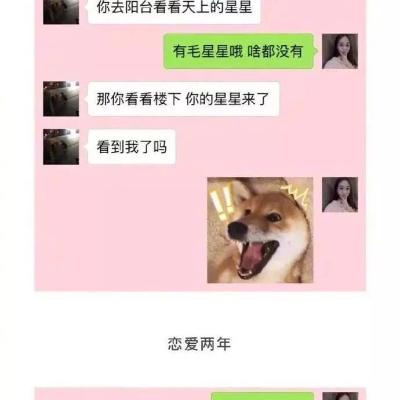 你去阳台看看天上的星星
有毛星星哦 啥都没有
那你看看楼下 你的星星来了
看到我了吗
!!
恋爱两年